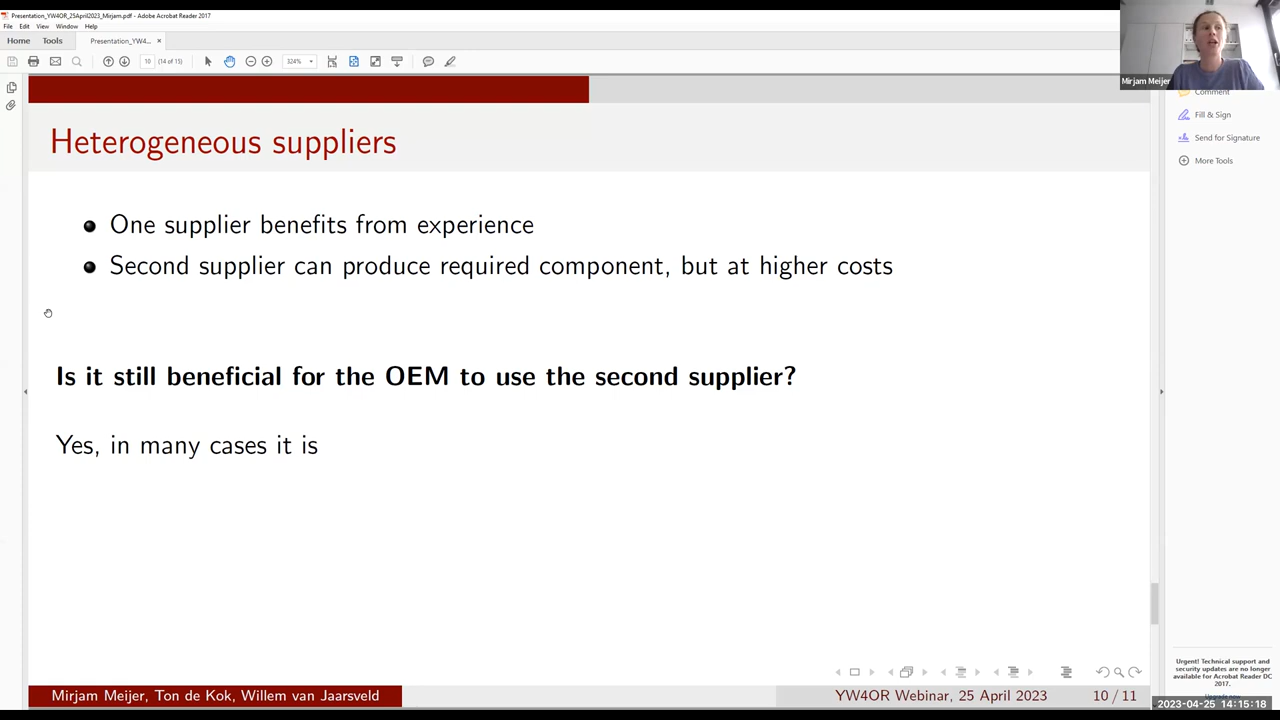 Presentation_YW4OR_25April2023_Mirjam.pdf - Adobe Acrobat Reader 2017
File Edit View Window Help
Home Tools Presentation_YW4... ×
10 (14 of 15) 324%
Mirjam Meijer
Comment
Fill & Sign
Send for Signature
More Tools
Heterogeneous suppliers
One supplier benefits from experience
Second supplier can produce required component, but at higher costs
Is it still beneficial for the OEM to use the second supplier?
Yes, in many cases it is
Urgent! Technical support and
security updates are no longer
available for Acrobat Reader DC
2017.
Mirjam Meijer, Ton de Kok, Willem van Jaarsveld YW4OR Webinar, 25 April 2023 10 / 11
2023-04-25 14:15:18